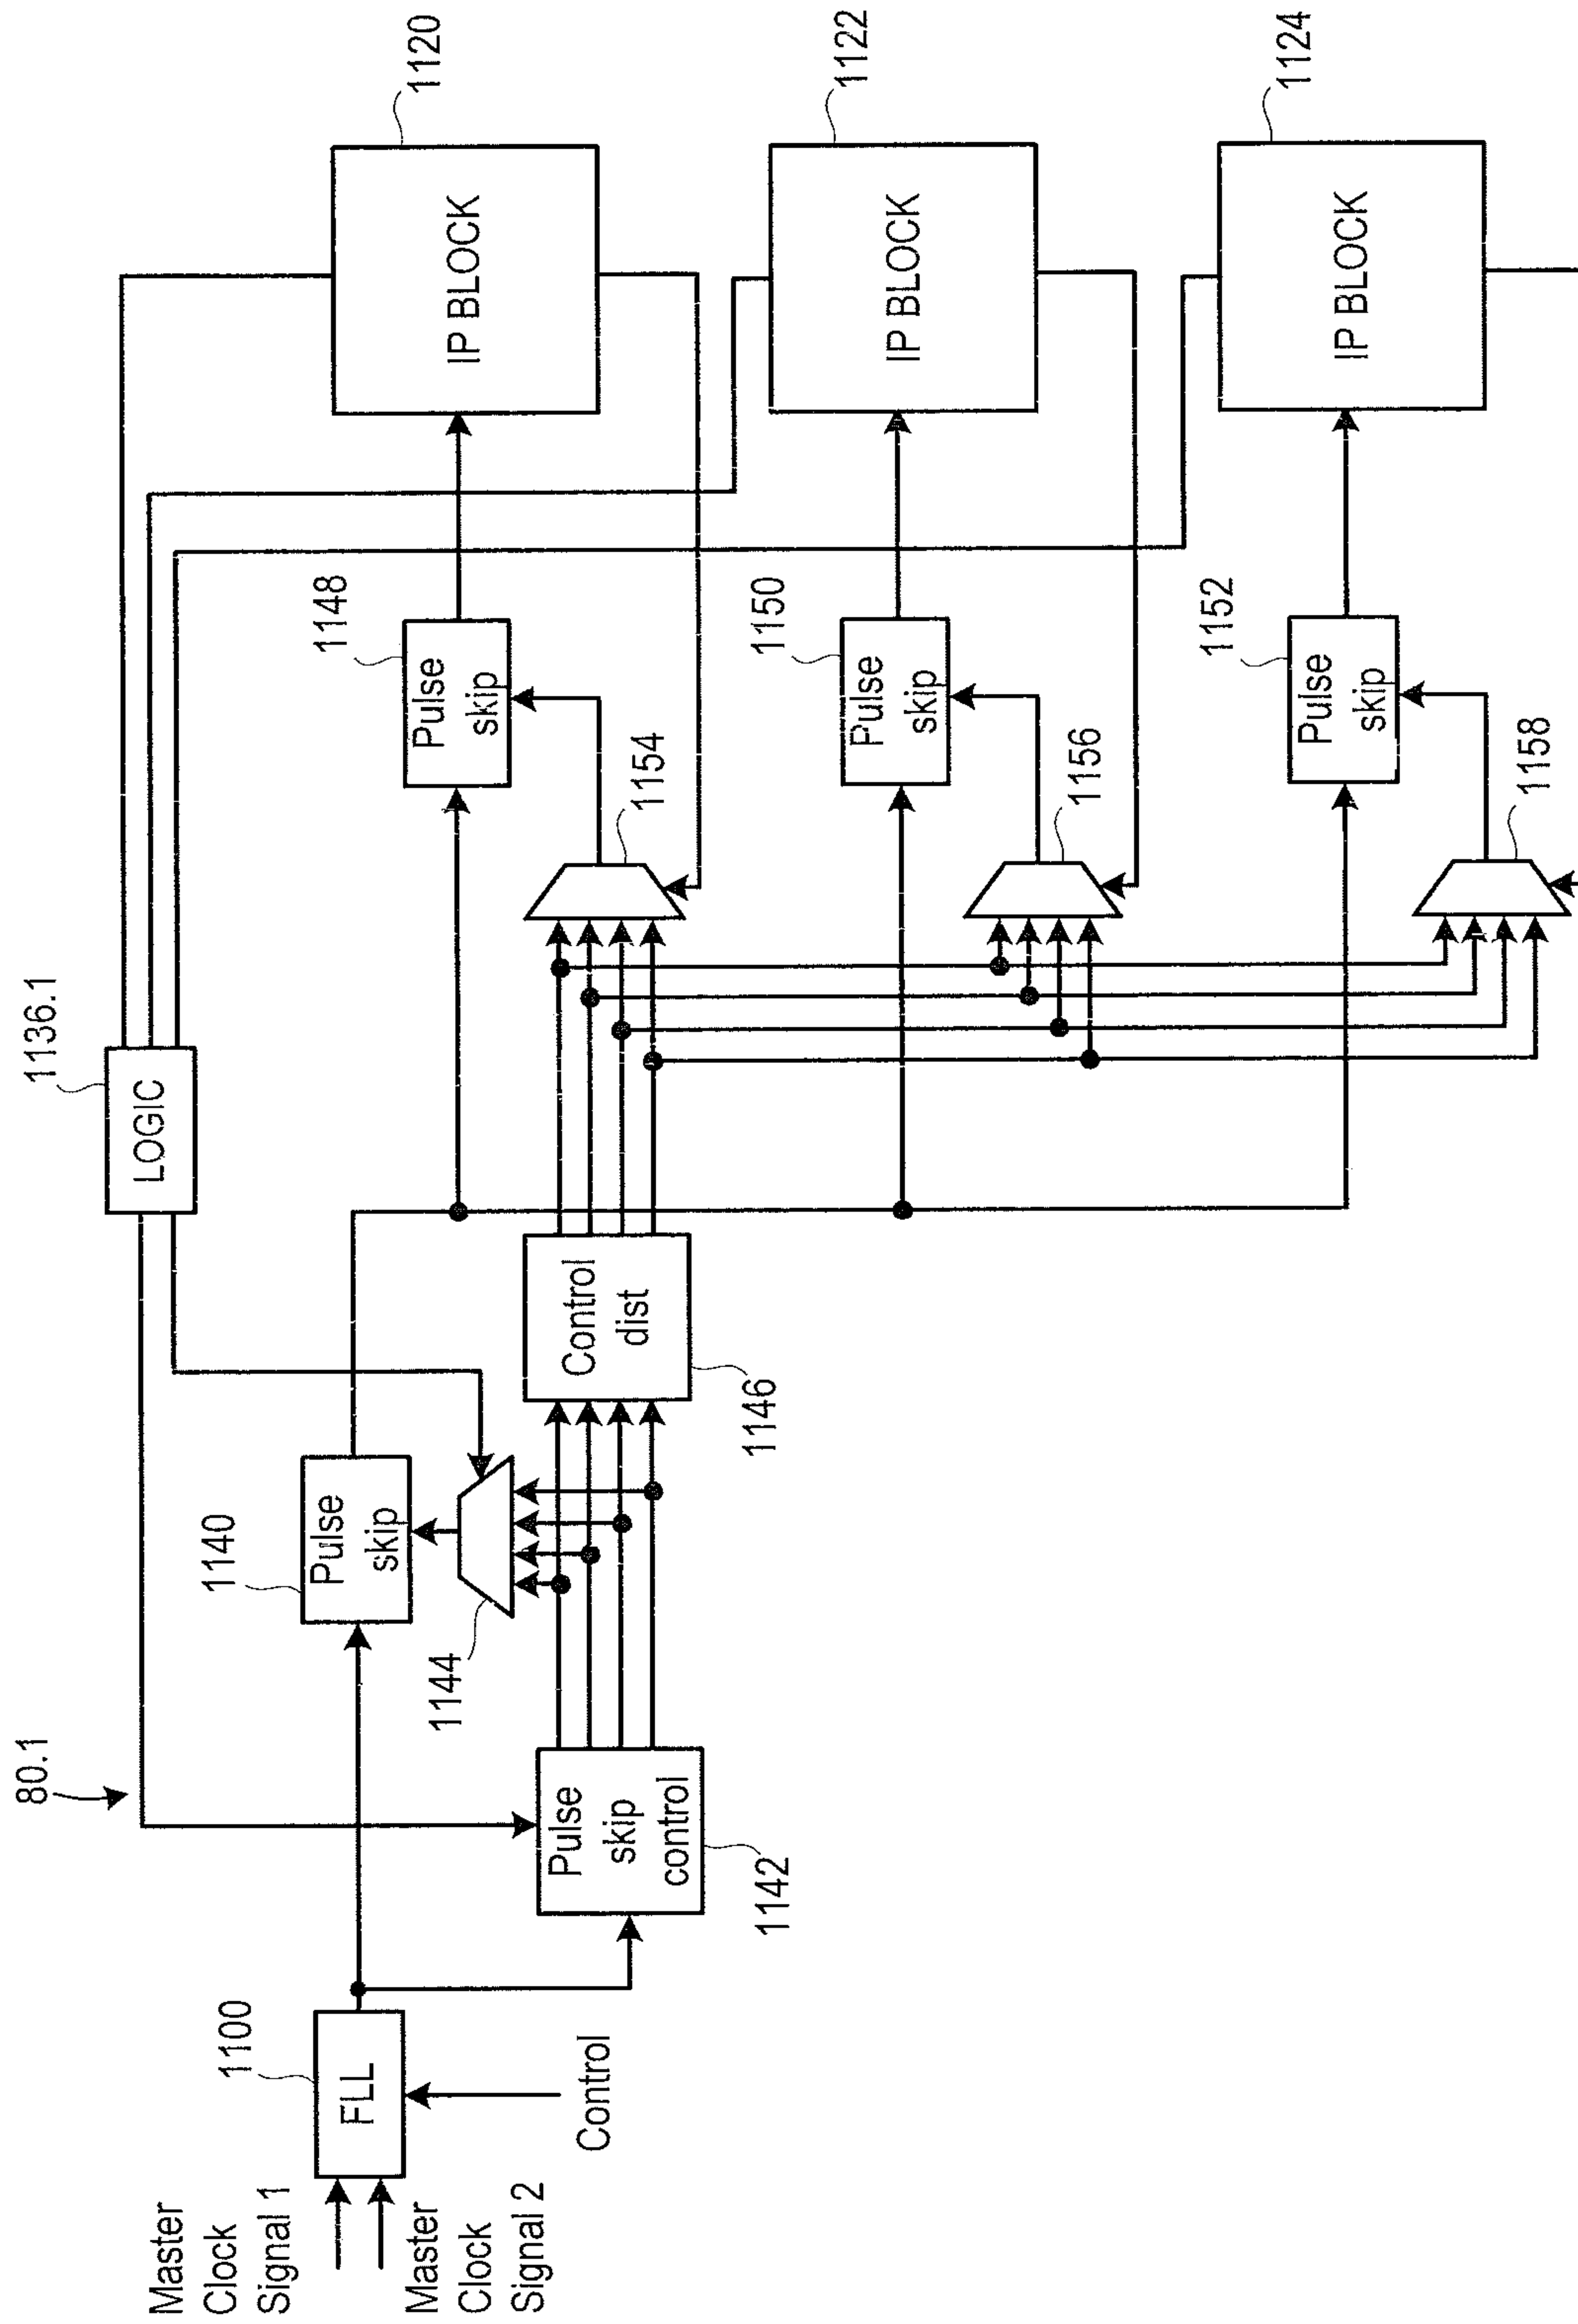 80.1
Master
Clock
Signal 1
Master
Clock
Signal 2
FLL
1100
Control
Pulse
skip
control
1142
Pulse
skip
1140
1144
Control
dist
1146
LOGIC
1136.1
Pulse
skip
1148
1154
IP BLOCK
1120
Pulse
skip
1150
1156
IP BLOCK
1122
Pulse
skip
1152
1158
IP BLOCK
1124